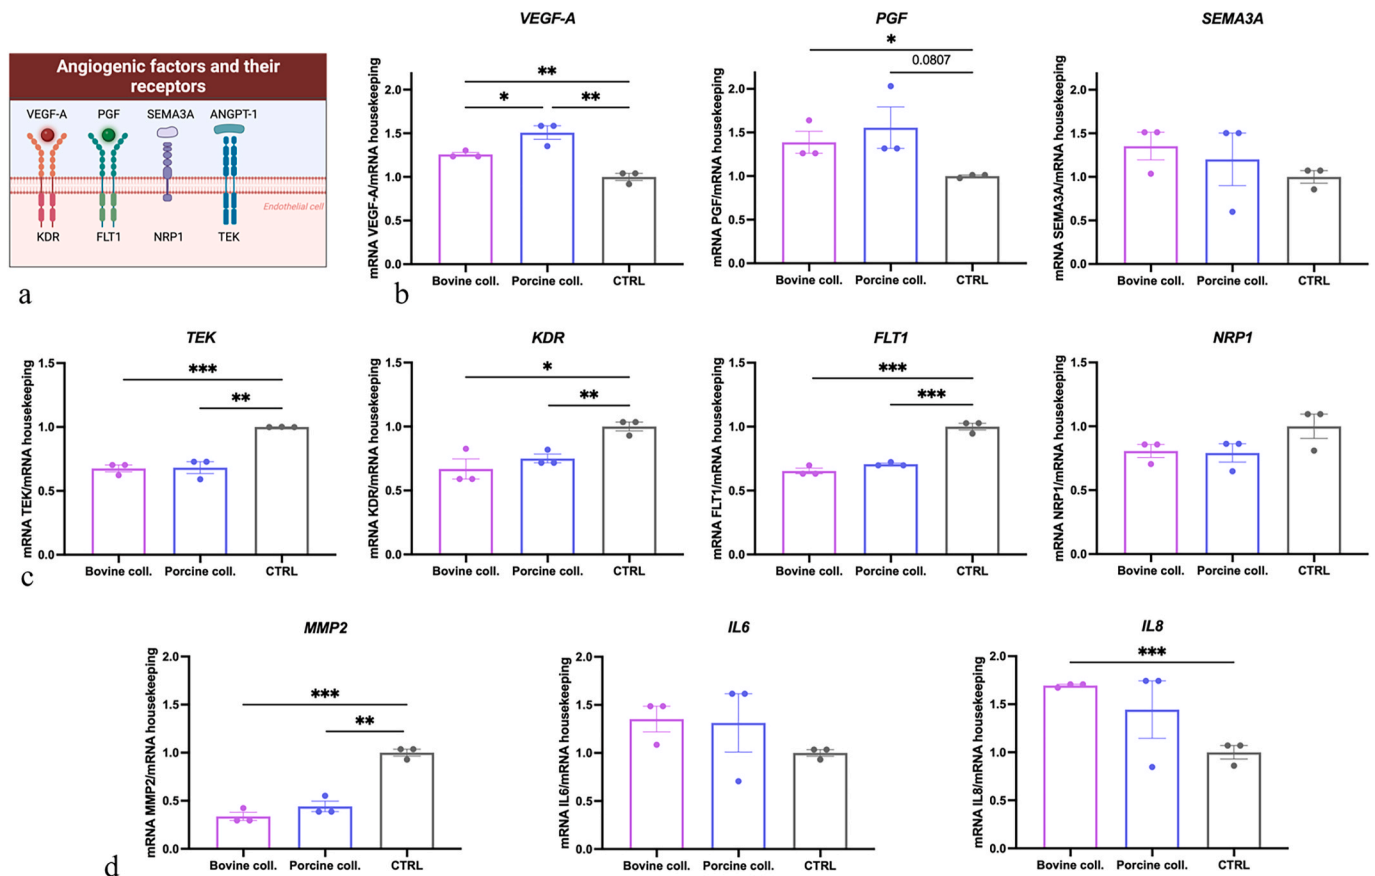 Angiogenic factors and their
receptors
VEGF-A PGF SEMA3A ANGPT-1
Endothelial cell
KDR FLT1 NRP1 TEK
a
VEGF-A
mRNA VEGF-A/mRNA housekeeping
2.0
1.5
1.0
0.5
0.0
**
* **
Bovine coll. Porcine coll. CTRL
b
PGF
mRNA PGF/mRNA housekeeping
2.0
1.5
1.0
0.5
0.0
*
0.0807
Bovine coll. Porcine coll. CTRL
SEMA3A
mRNA SEMA3A/mRNA housekeeping
2.0
1.5
1.0
0.5
0.0
Bovine coll. Porcine coll. CTRL
TEK
mRNA TEK/mRNA housekeeping
1.5
1.0
0.5
0.0
***
**
Bovine coll. Porcine coll. CTRL
c
KDR
mRNA KDR/mRNA housekeeping
1.5
1.0
0.5
0.0
*
**
Bovine coll. Porcine coll. CTRL
FLT1
mRNA FLT1/mRNA housekeeping
1.5
1.0
0.5
0.0
***
***
Bovine coll. Porcine coll. CTRL
NRP1
mRNA NRP1/mRNA housekeeping
1.5
1.0
0.5
0.0
Bovine coll. Porcine coll. CTRL
MMP2
mRNA MMP2/mRNA housekeeping
2.0
1.5
1.0
0.5
0.0
***
**
Bovine coll. Porcine coll. CTRL
d
IL6
mRNA IL6/mRNA housekeeping
2.0
1.5
1.0
0.5
0.0
Bovine coll. Porcine coll. CTRL
IL8
mRNA IL8/mRNA housekeeping
2.0
1.5
1.0
0.5
0.0
***
Bovine coll. Porcine coll. CTRL